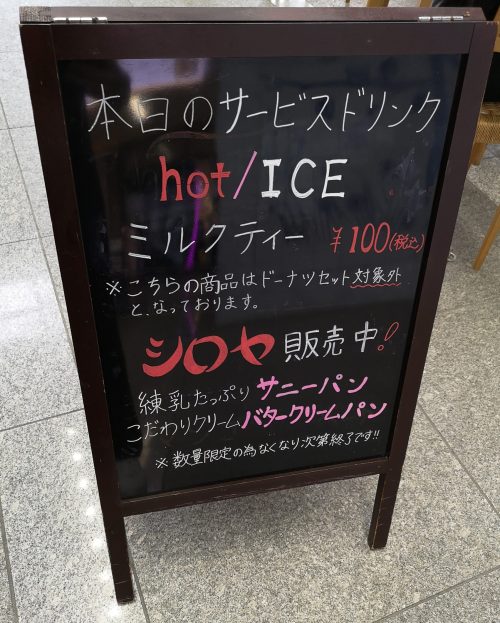 本日のサービスドリンク
hot/ICE
ミルクティー ¥100(税込)
※こちらの商品はドーナツセット対象外
となっております。
シロヤ販売中!
練乳たっぷりサニーパン
こだわりクリームバタークリームパン
※数量限定の為なくなり次第終了です!!